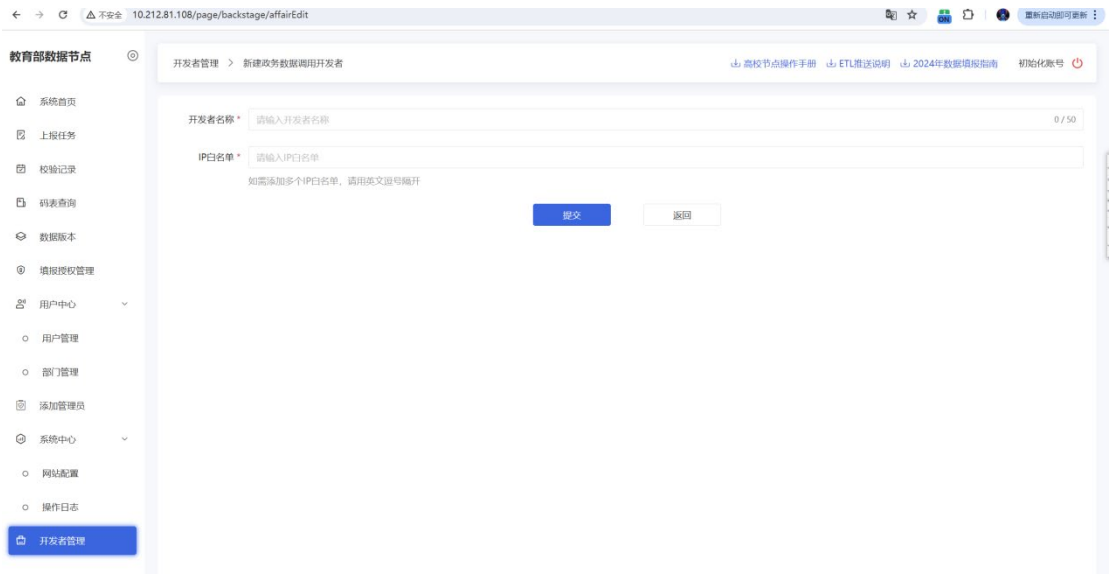 不安全 10.212.81.108/page/backstage/affairEdit
ON
重新启动即可更新
教育部数据节点
开发者管理 > 新建政务数据调用开发者
高校节点操作手册 ETL推送说明 2024年数据填报指南 初始化账号
系统首页
上报任务
校验记录
码表查询
数据版本
填报授权管理
用户中心
用户管理
部门管理
添加管理员
系统中心
网站配置
操作日志
开发者管理
开发者名称 * 请输入开发者名称 0 / 50
IP白名单 * 请输入IP白名单
如需添加多个IP白名单，请用英文逗号隔开
提交 返回